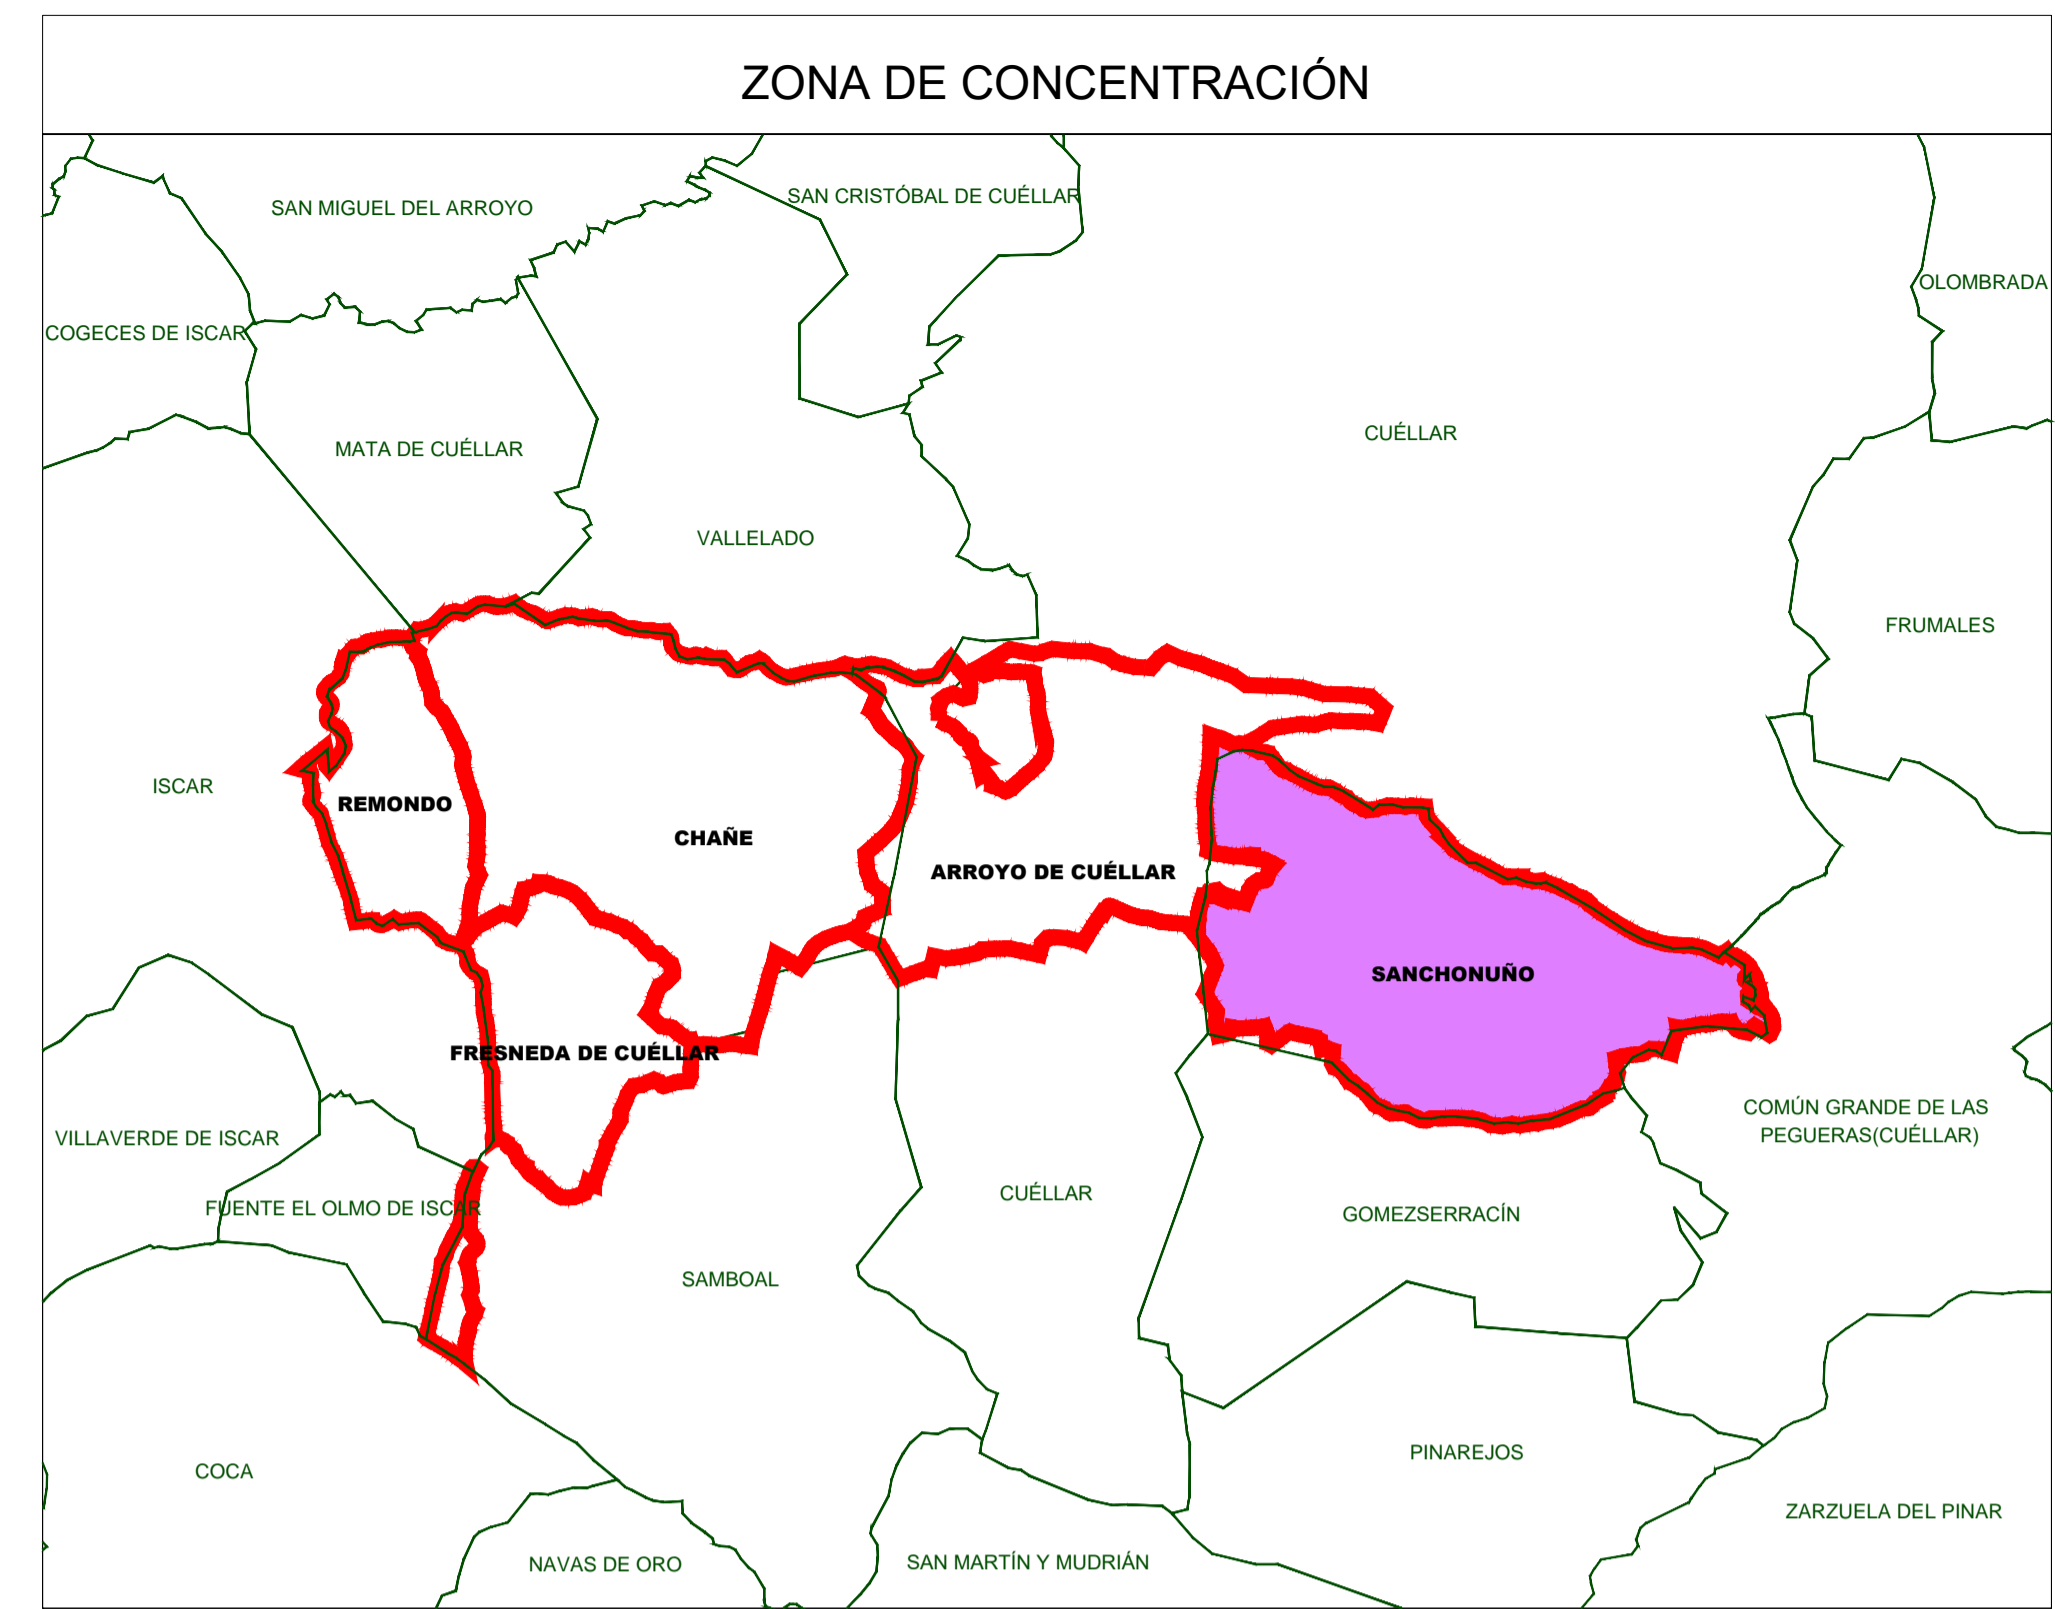 ZONA DE CONCENTRACIÓN
SAN CRISTÓBAL DE CUÉLLAR
SAN MIGUEL DEL ARROYO
OLOMBRADA
COGECES DE ISCAR
CUÉLLAR
MATA DE CUÉLLAR
VALLELADO
FRUMALES
ISCAR
REMONDO
CHAÑE
ARROYO DE CUÉLLAR
SANCHONUÑO
FRESNEDA DE CUÉLLAR
COMÚN GRANDE DE LAS
PEGUERAS(CUÉLLAR)
VILLAVERDE DE ISCAR
CUÉLLAR
FUENTE EL OLMO DE ISCAR
GOMEZSERRACÍN
SAMBOAL
PINAREJOS
COCA
ZARZUELA DEL PINAR
SAN MARTÍN Y MUDRIÁN
NAVAS DE ORO